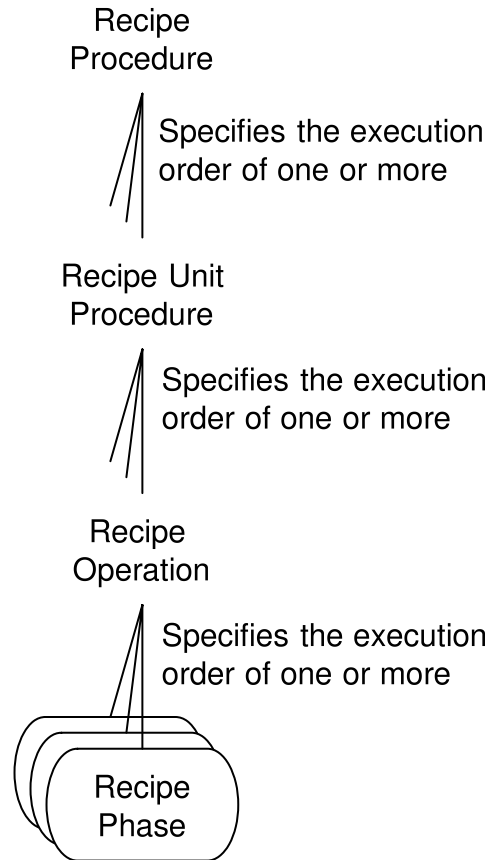 Recipe
Procedure
Specifies the execution
order of one or more
Recipe Unit
Procedure
Specifies the execution
order of one or more
Recipe
Operation
Specifies the execution
order of one or more
Recipe
Phase